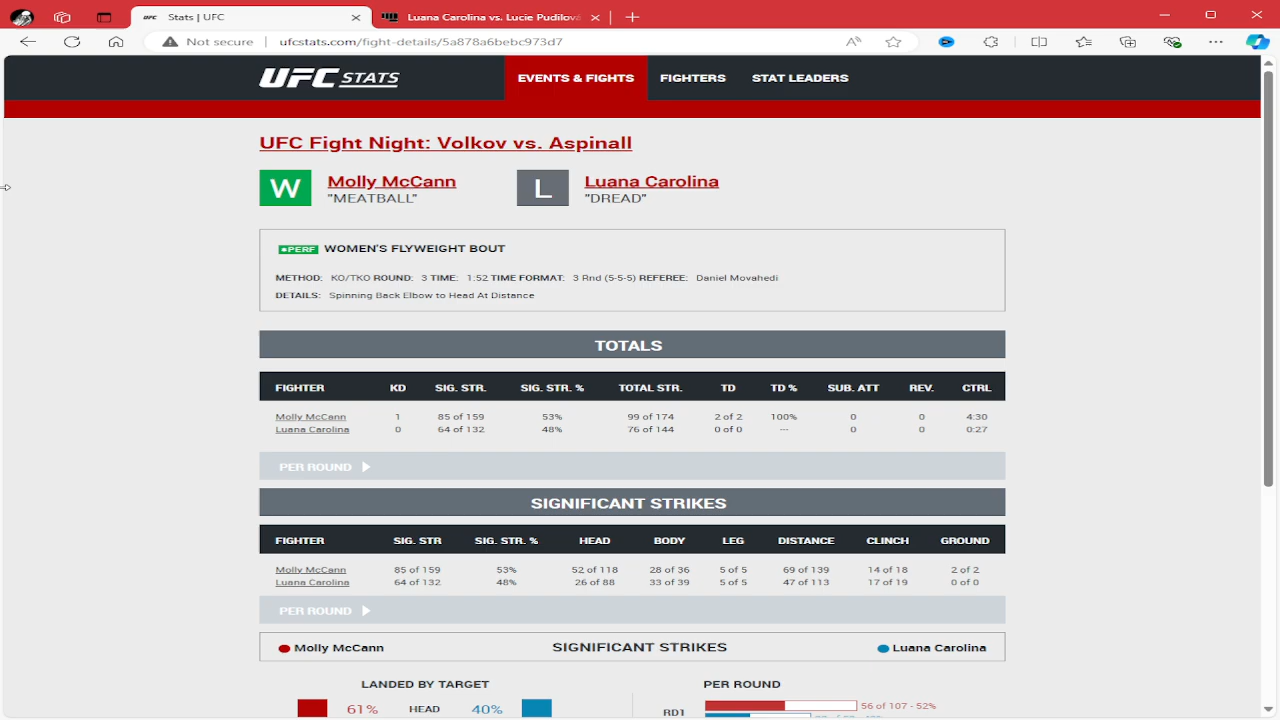 Stats | UFC
Luana Carolina vs. Lucie Pudilova
Not secure
ufcstats.com/fight-details/5a878a6bebc973d7
UFC STATS
EVENTS & FIGHTS
FIGHTERS
STAT LEADERS
UFC Fight Night: Volkov vs. Aspinall
W
Molly McCann
"MEATBALL"
L
Luana Carolina
"DREAD"
PERF WOMEN'S FLYWEIGHT BOUT
METHOD: KO/TKO ROUND: 3 TIME: 1:52 TIME FORMAT: 3 Rnd (5-5-5) REFEREE: Daniel Movahedi
DETAILS: Spinning Back Elbow to Head At Distance
TOTALS
FIGHTER KD SIG. STR. SIG. STR. % TOTAL STR. TD TD % SUB. ATT REV. CTRL
Molly McCann 1 85 of 159 53% 99 of 174 2 of 2 100% 0 0 4:30
Luana Carolina 0 64 of 132 48% 76 of 144 0 of 0 --- 0 0 0:27
PER ROUND
SIGNIFICANT STRIKES
FIGHTER SIG. STR SIG. STR. % HEAD BODY LEG DISTANCE CLINCH GROUND
Molly McCann 85 of 159 53% 52 of 118 28 of 36 5 of 5 69 of 139 14 of 18 2 of 2
Luana Carolina 64 of 132 48% 26 of 88 33 of 39 5 of 5 47 of 113 17 of 19 0 of 0
PER ROUND
Molly McCann SIGNIFICANT STRIKES Luana Carolina
LANDED BY TARGET
PER ROUND
61% HEAD 40%
RD1
56 of 107 - 52%